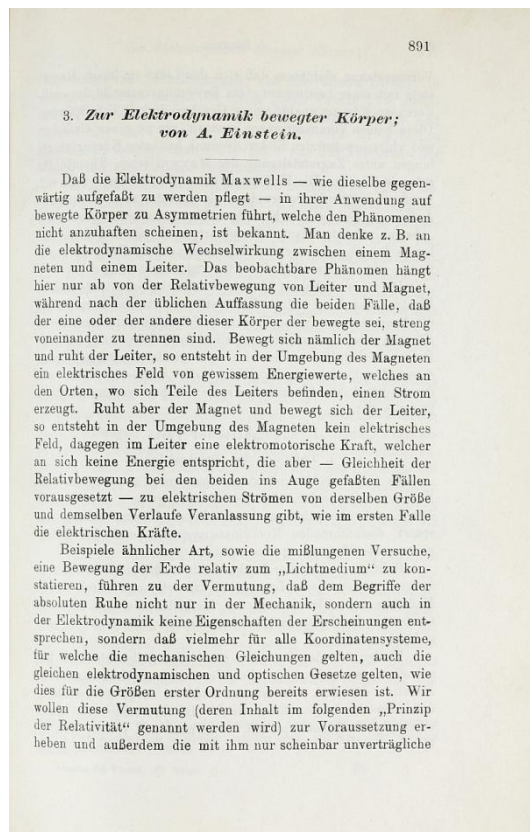 891
3. Zur Elektrodynamik bewegter Körper;
von A. Einstein.
Daß die Elektrodynamik Maxwells — wie dieselbe gegen-
wärtig aufgefaßt zu werden pflegt — in ihrer Anwendung auf
bewegte Körper zu Asymmetrien führt, welche den Phänomenen
nicht anzuhaften scheinen, ist bekannt. Man denke z. B. an
die elektrodynamische Wechselwirkung zwischen einem Mag-
neten und einem Leiter. Das beobachtbare Phänomen hängt
hier nur ab von der Relativbewegung von Leiter und Magnet,
während nach der üblichen Auffassung die beiden Fälle, daß
der eine oder der andere dieser Körper der bewegte sei, streng
voneinander zu trennen sind. Bewegt sich nämlich der Magnet
und ruht der Leiter, so entsteht in der Umgebung des Magneten
ein elektrisches Feld von gewissem Energiewerte, welches an
den Orten, wo sich Teile des Leiters befinden, einen Strom
erzeugt. Ruht aber der Magnet und bewegt sich der Leiter,
so entsteht in der Umgebung des Magneten kein elektrisches
Feld, dagegen im Leiter eine elektromotorische Kraft, welcher
an sich keine Energie entspricht, die aber — Gleichheit der
Relativbewegung bei den beiden ins Auge gefaßten Fällen
vorausgesetzt — zu elektrischen Strömen von derselben Größe
und demselben Verlaufe Veranlassung gibt, wie im ersten Falle
die elektrischen Kräfte.
Beispiele ähnlicher Art, sowie die mißlungenen Versuche,
eine Bewegung der Erde relativ zum „Lichtmedium“ zu kon-
statieren, führen zu der Vermutung, daß dem Begriffe der
absoluten Ruhe nicht nur in der Mechanik, sondern auch in
der Elektrodynamik keine Eigenschaften der Erscheinungen ent-
sprechen, sondern daß vielmehr für alle Koordinatensysteme,
für welche die mechanischen Gleichungen gelten, auch die
gleichen elektrodynamischen und optischen Gesetze gelten, wie
dies für die Größen erster Ordnung bereits erwiesen ist. Wir
wollen diese Vermutung (deren Inhalt im folgenden „Prinzip
der Relativität“ genannt werden wird) zur Voraussetzung er-
heben und außerdem die mit ihm nur scheinbar unverträgliche